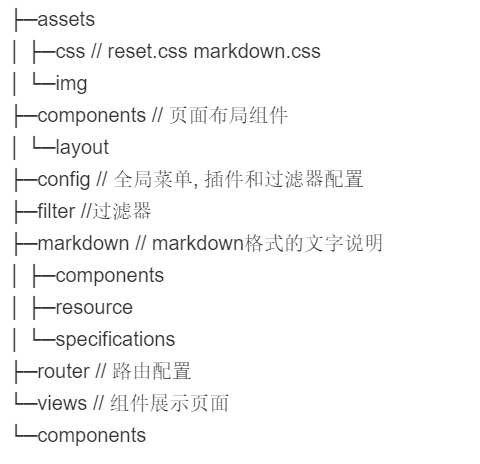 ├─assets
│ ├─css // reset.css markdown.css
│ └─img
├─components // 页面布局组件
│ └─layout
├─config // 全局菜单, 插件和过滤器配置
├─filter //过滤器
├─markdown // markdown格式的文字说明
│ ├─components
│ ├─resource
│ └─specifications
├─router // 路由配置
└─views // 组件展示页面
└─components